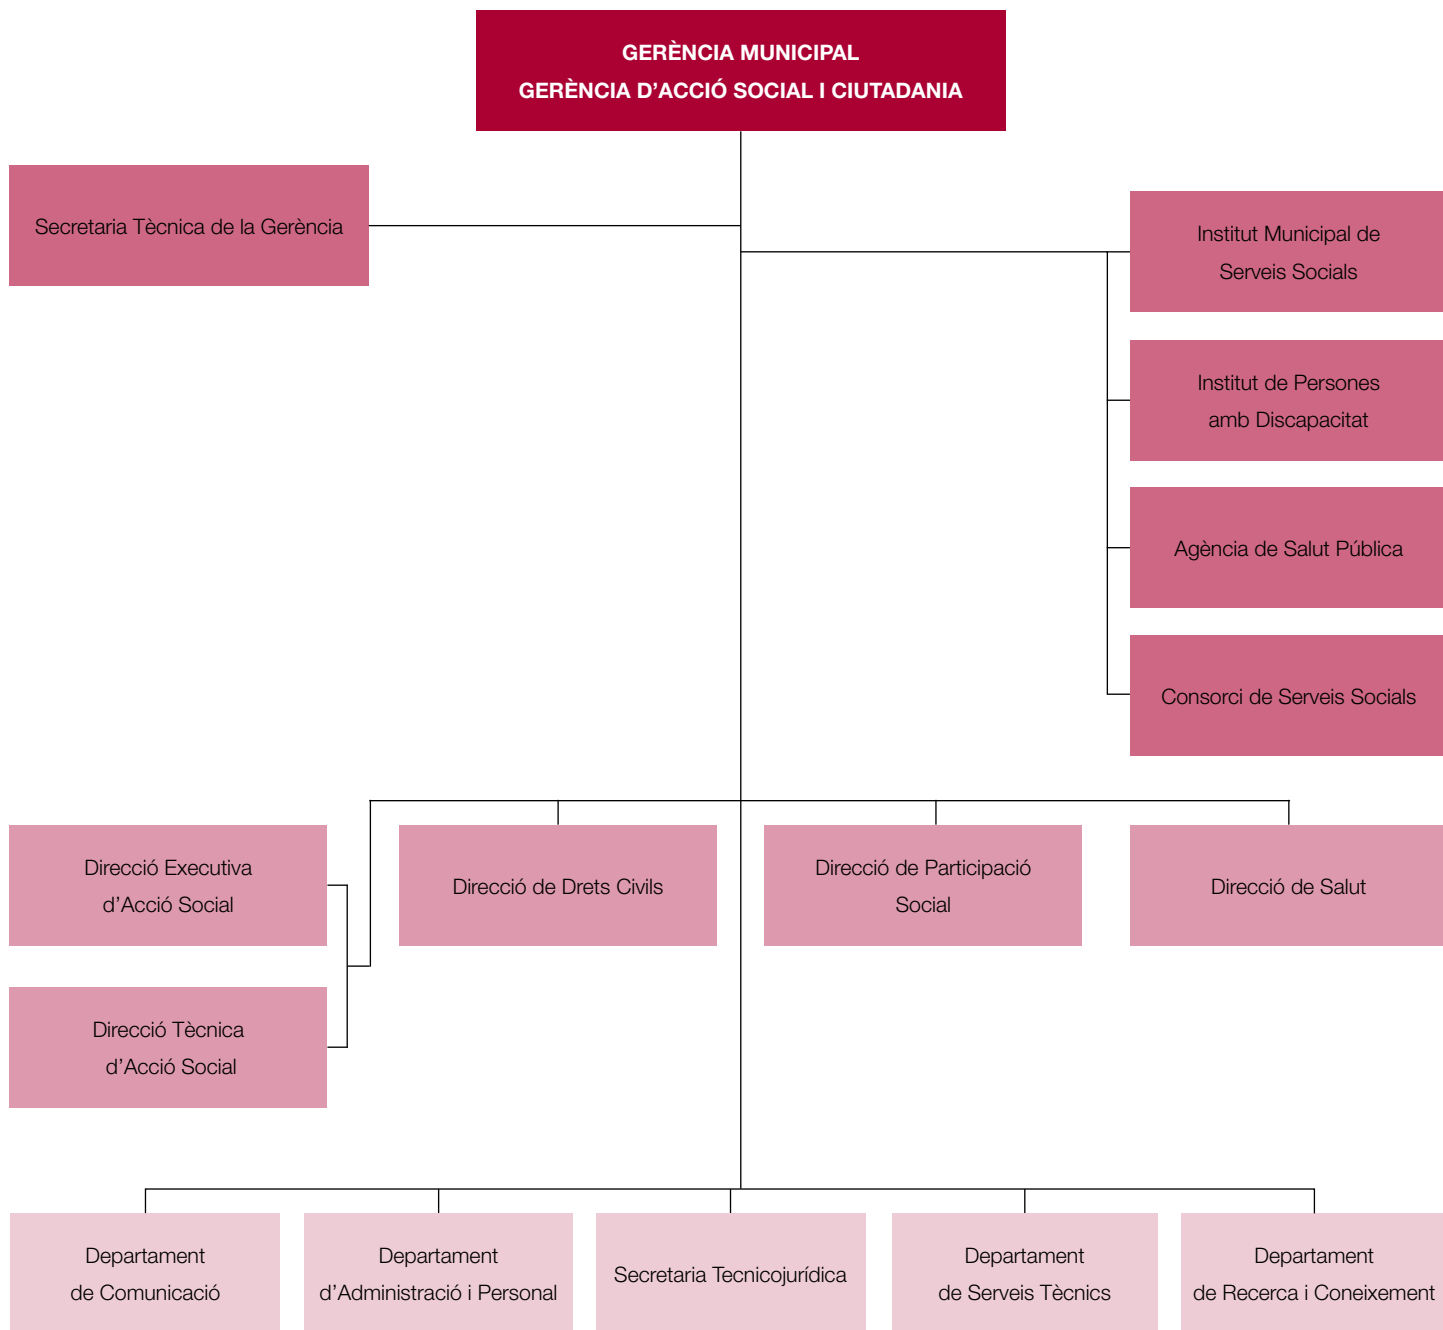 GERÈNCIA MUNICIPAL
GERÈNCIA D’ACCIÓ SOCIAL I CIUTADANIA
Secretaria Tècnica de la Gerència
Institut Municipal de
Serveis Socials
Institut de Persones
amb Discapacitat
Agència de Salut Pública
Consorci de Serveis Socials
Direcció Executiva
d’Acció Social
Direcció de Drets Civils
Direcció de Participació
Social
Direcció de Salut
Direcció Tècnica
d’Acció Social
Departament
de Comunicació
Departament
d’Administració i Personal
Secretaria Tecnicojurídica
Departament
de Serveis Tècnics
Departament
de Recerca i Coneixement